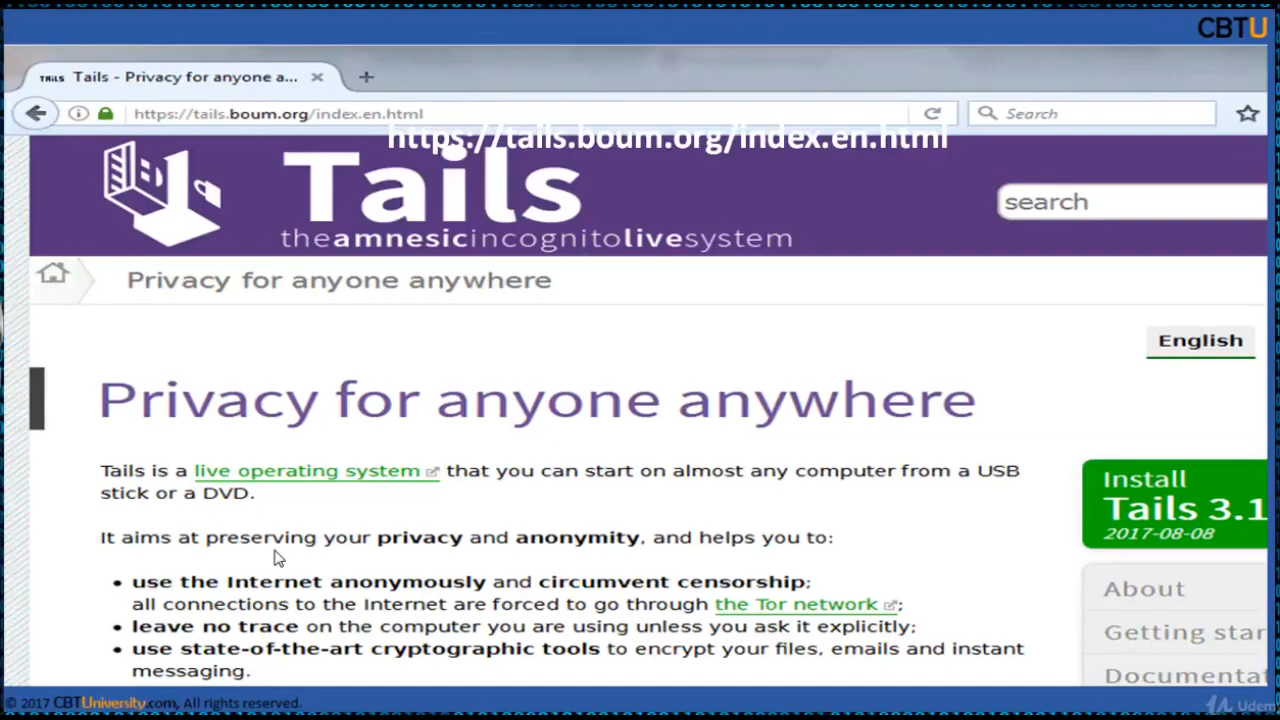 CBTU
TAILS Tails - Privacy for anyone a...
https://tails.boum.org/index.en.html
Search
https://tails.boum.org/index.en.html
Tails
theamnesicincognitolivesystem
search
Privacy for anyone anywhere
English
Privacy for anyone anywhere
Tails is a live operating system that you can start on almost any computer from a USB
stick or a DVD.
It aims at preserving your privacy and anonymity, and helps you to:
• use the Internet anonymously and circumvent censorship;
all connections to the Internet are forced to go through the Tor network;
• leave no trace on the computer you are using unless you ask it explicitly;
• use state-of-the-art cryptographic tools to encrypt your files, emails and instant
messaging.
Install
Tails 3.1
2017-08-08
About
Getting star
Documentat
© 2017 CBTUniversity.com, All rights reserved.
Udem